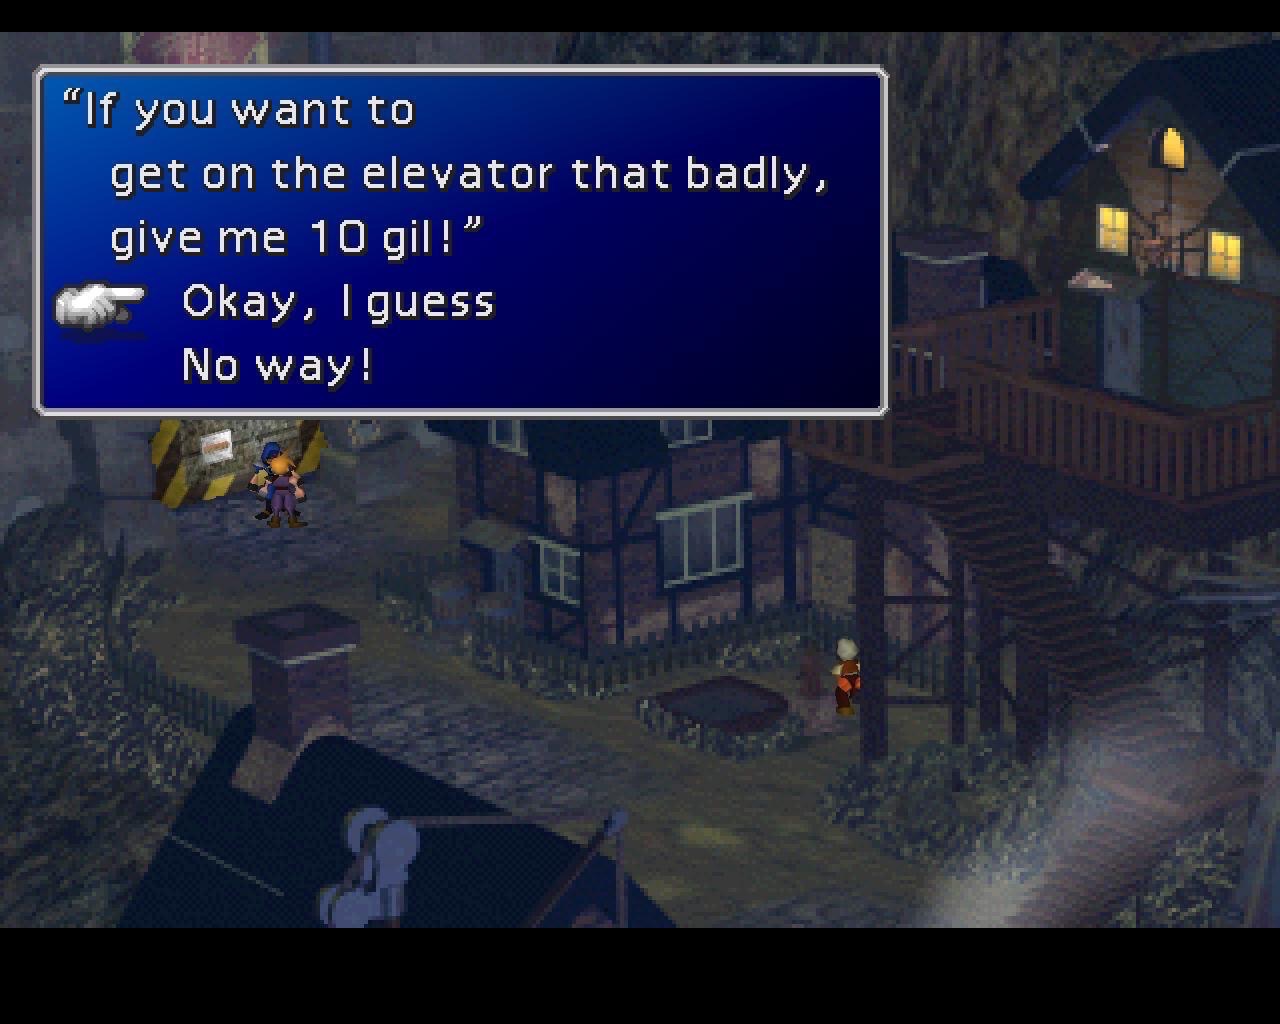 “If you want to
get on the elevator that badly,
give me 10 gil!”
Okay, I guess
No way!